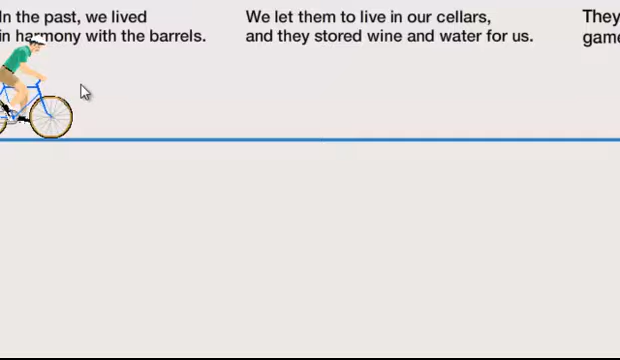 In the past, we lived
in harmony with the barrels.
We let them to live in our cellars,
and they stored wine and water for us.
They
game